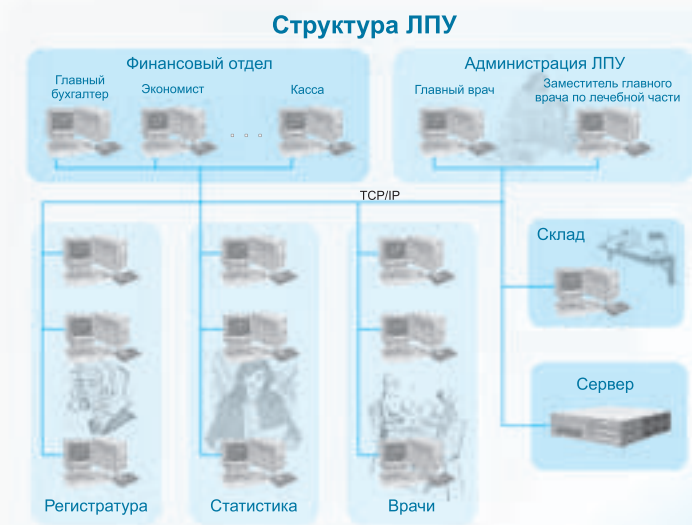 Структура ЛПУ
Финансовый отдел
Главный
бухгалтер
Экономист
Касса
Администрация ЛПУ
Главный врач
Заместитель главного
врача по лечебной части
TCP/IP
Склад
Сервер
Регистратура
Статистика
Врачи